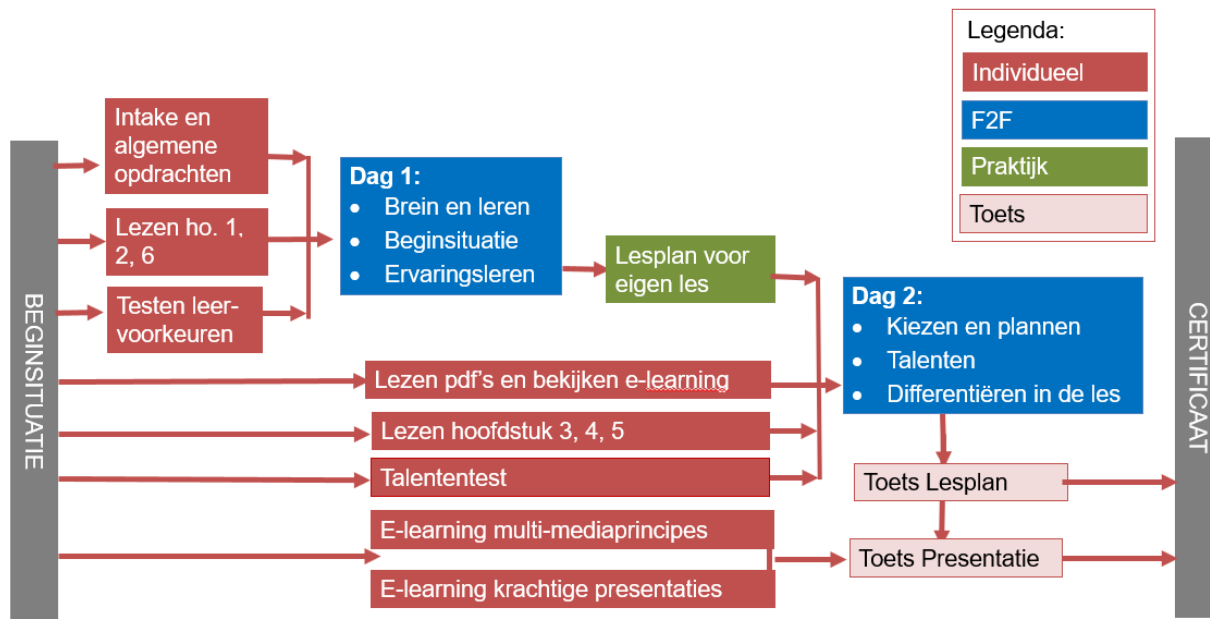 Legenda:
Individueel
F2F
Praktijk
Toets
BEGINSITUATIE
Intake en
algemene
opdrachten
Lezen ho. 1,
2, 6
Testen leer-
voorkeuren
Dag 1:
• Brein en leren
• Beginsituatie
• Ervaringsleren
Lesplan voor
eigen les
Lezen pdf's en bekijken e-learning
Lezen hoofdstuk 3, 4, 5
Talententest
E-learning multi-mediaprincipes
E-learning krachtige presentaties
Dag 2:
• Kiezen en plannen
• Talenten
• Differentiëren in de les
Toets Lesplan
Toets Presentatie
CERTIFICAAT